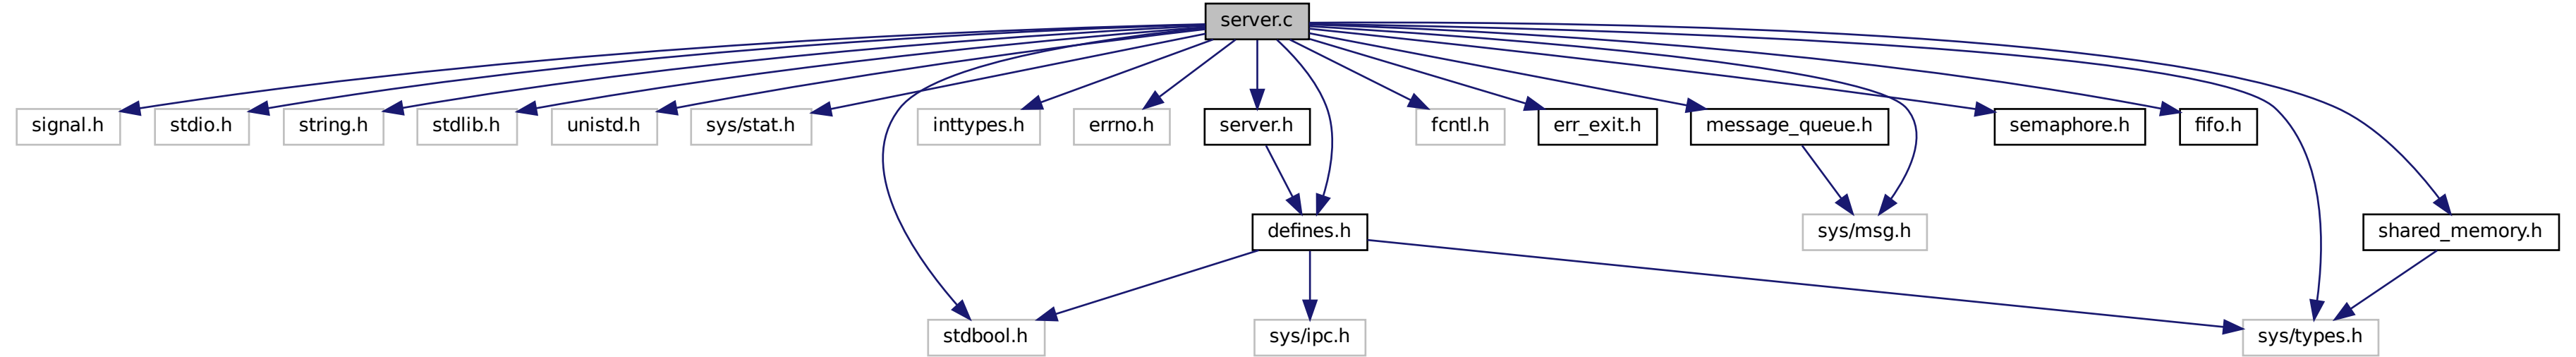 server.c
signal.h
stdio.h
string.h
stdlib.h
unistd.h
sys/stat.h
inttypes.h
errno.h
server.h
fcntl.h
err_exit.h
message_queue.h
semaphore.h
fifo.h
defines.h
sys/msg.h
shared_memory.h
stdbool.h
sys/ipc.h
sys/types.h